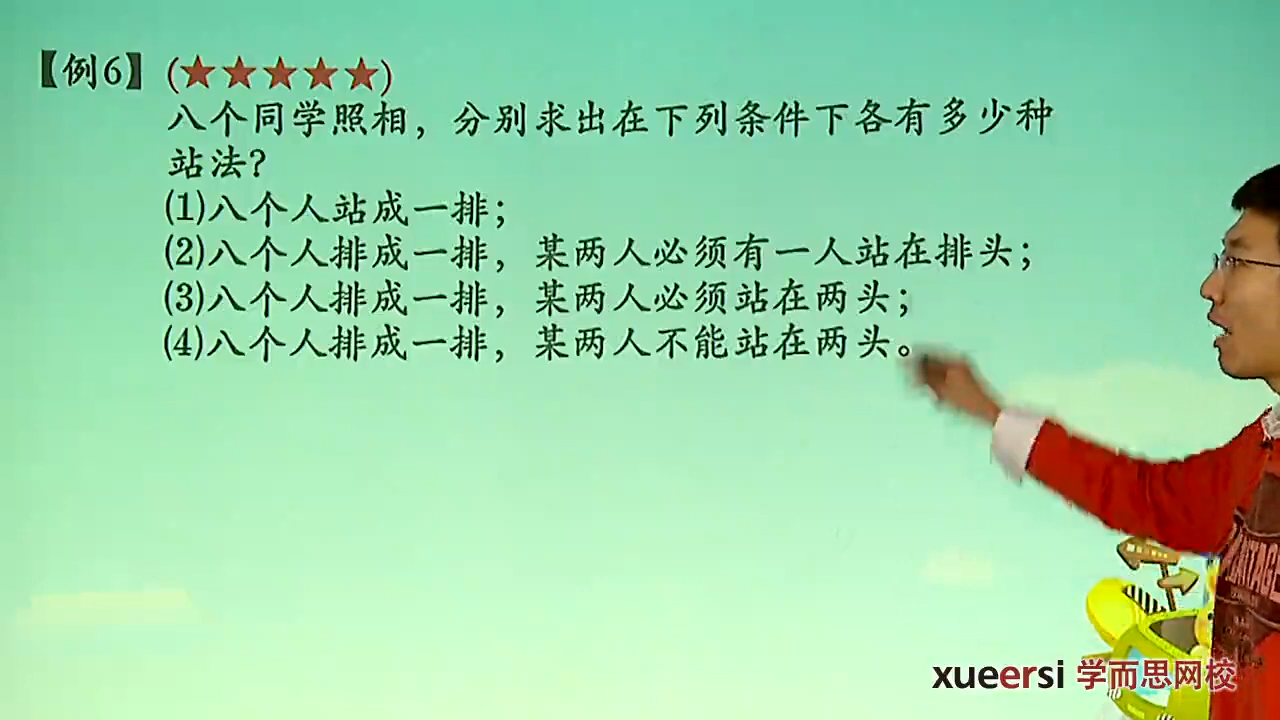 【例6】(★★★★★)
八个同学照相，分别求出在下列条件下各有多少种
站法?
(1)八个人站成一排；
(2)八个人排成一排，某两人必须有一人站在排头；
(3)八个人排成一排，某两人必须站在两头；
(4)八个人排成一排，某两人不能站在两头。
xueersi 学而思网校